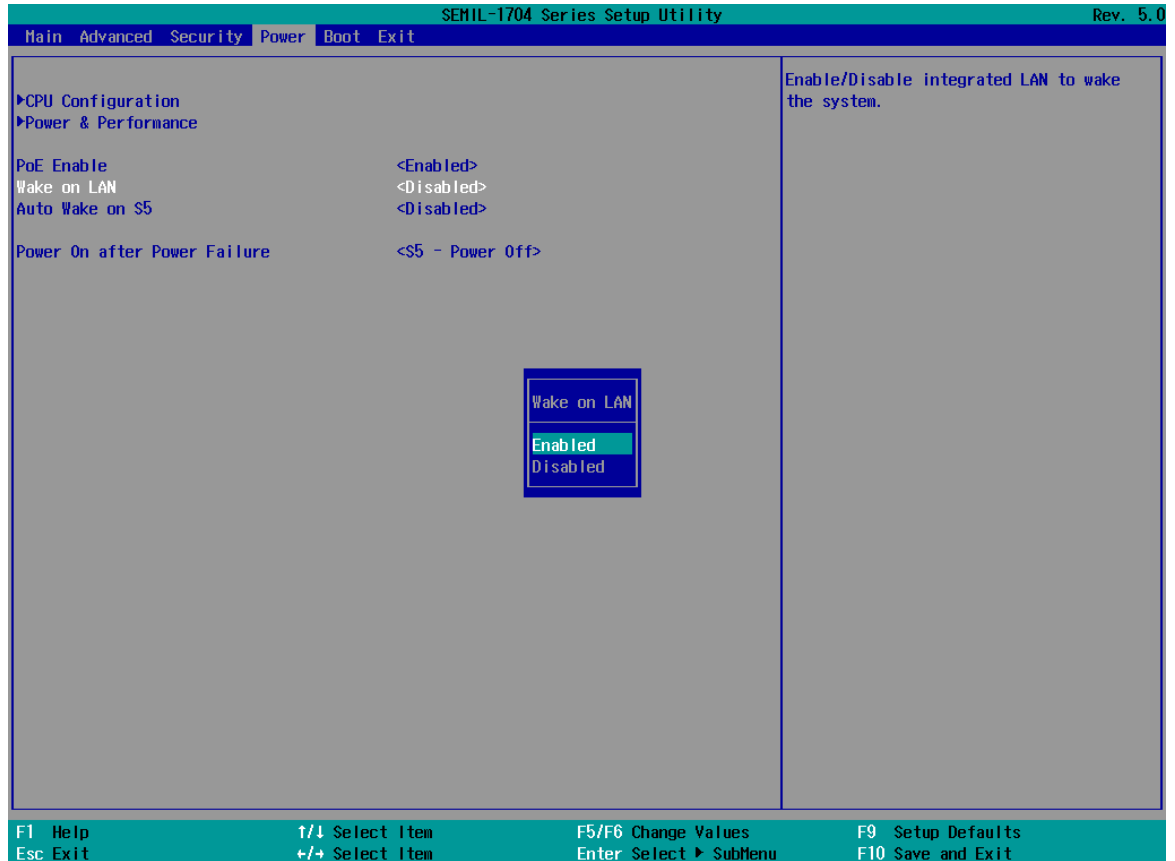 SEMIL-1704 Series Setup Utility Rev. 5.0
Main Advanced Security Power Boot Exit
Enable/Disable integrated LAN to wake
the system.
▶CPU Configuration
▶Power & Performance
PoE Enable <Enabled>
Wake on LAN <Disabled>
Auto Wake on S5 <Disabled>
Power On after Power Failure <S5 - Power Off>
Wake on LAN
Enabled
Disabled
F1 Help ↑/↓ Select Item F5/F6 Change Values F9 Setup Defaults
Esc Exit ←/→ Select Item Enter Select ▶ SubMenu F10 Save and Exit